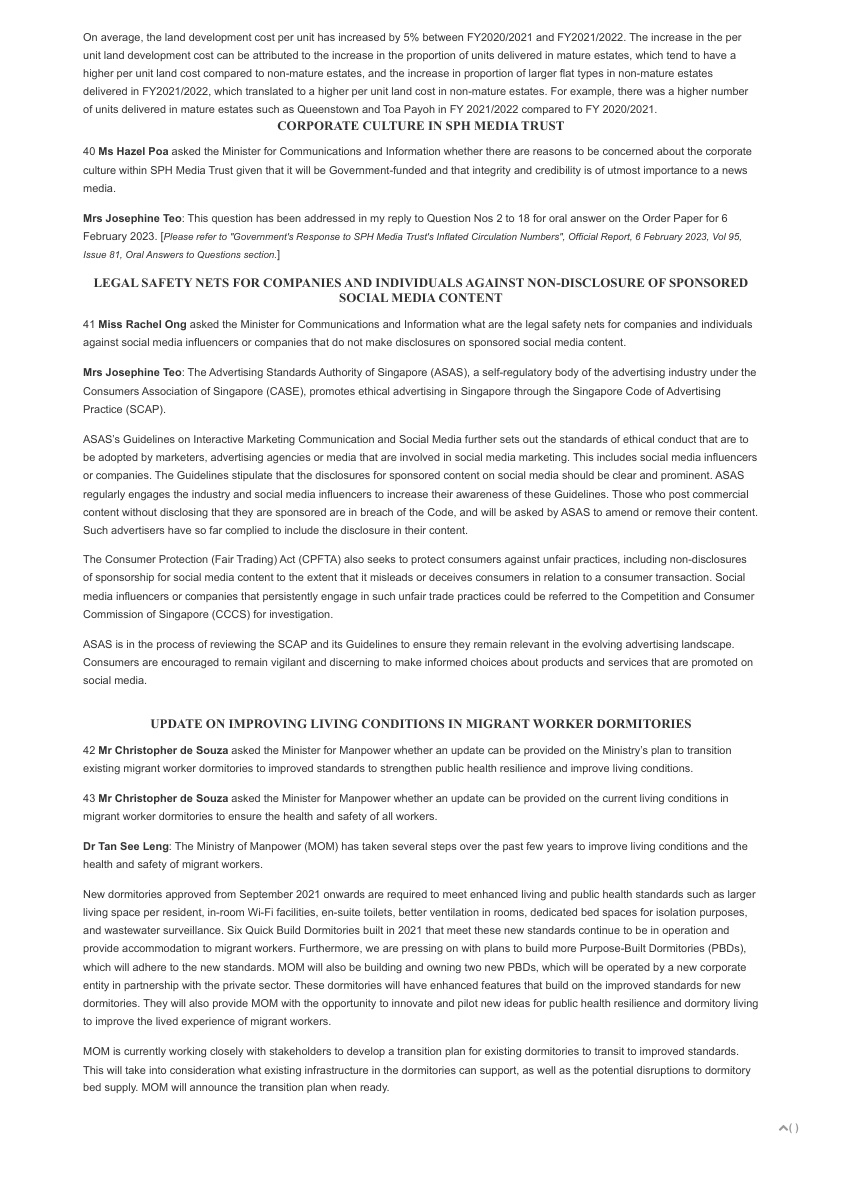 On average, the land development cost per unit has increased by 5% between FY2020/2021 and FY2021/2022. The increase in the per
unit land development cost can be attributed to the increase in the proportion of units delivered in mature estates, which tend to have a
higher per unit land cost compared to non-mature estates, and the increase in proportion of larger flat types in non-mature estates
delivered in FY2021/2022, which translated to a higher per unit land cost in non-mature estates. For example, there was a higher number
of units delivered in mature estates such as Queenstown and Toa Payoh in FY 2021/2022 compared to FY 2020/2021.
CORPORATE CULTURE IN SPH MEDIA TRUST
40 Ms Hazel Poa asked the Minister for Communications and Information whether there are reasons to be concerned about the corporate
culture within SPH Media Trust given that it will be Government-funded and that integrity and credibility is of utmost importance to a news
media.
Mrs Josephine Teo: This question has been addressed in my reply to Question Nos 2 to 18 for oral answer on the Order Paper for 6
February 2023. [Please refer to "Government's Response to SPH Media Trust's Inflated Circulation Numbers", Official Report, 6 February 2023, Vol 95,
Issue 81, Oral Answers to Questions section.]
LEGAL SAFETY NETS FOR COMPANIES AND INDIVIDUALS AGAINST NON-DISCLOSURE OF SPONSORED
SOCIAL MEDIA CONTENT
41 Miss Rachel Ong asked the Minister for Communications and Information what are the legal safety nets for companies and individuals
against social media influencers or companies that do not make disclosures on sponsored social media content.
Mrs Josephine Teo: The Advertising Standards Authority of Singapore (ASAS), a self-regulatory body of the advertising industry under the
Consumers Association of Singapore (CASE), promotes ethical advertising in Singapore through the Singapore Code of Advertising
Practice (SCAP).
ASAS's Guidelines on Interactive Marketing Communication and Social Media further sets out the standards of ethical conduct that are to
be adopted by marketers, advertising agencies or media that are involved in social media marketing. This includes social media influencers
or companies. The Guidelines stipulate that the disclosures for sponsored content on social media should be clear and prominent. ASAS
regularly engages the industry and social media influencers to increase their awareness of these Guidelines. Those who post commercial
content without disclosing that they are sponsored are in breach of the Code, and will be asked by ASAS to amend or remove their content.
Such advertisers have so far complied to include the disclosure in their content.
The Consumer Protection (Fair Trading) Act (CPFTA) also seeks to protect consumers against unfair practices, including non-disclosures
of sponsorship for social media content to the extent that it misleads or deceives consumers in relation to a consumer transaction. Social
media influencers or companies that persistently engage in such unfair trade practices could be referred to the Competition and Consumer
Commission of Singapore (CCCS) for investigation.
ASAS is in the process of reviewing the SCAP and its Guidelines to ensure they remain relevant in the evolving advertising landscape.
Consumers are encouraged to remain vigilant and discerning to make informed choices about products and services that are promoted on
social media.
UPDATE ON IMPROVING LIVING CONDITIONS IN MIGRANT WORKER DORMITORIES
42 Mr Christopher de Souza asked the Minister for Manpower whether an update can be provided on the Ministry's plan to transition
existing migrant worker dormitories to improved standards to strengthen public health resilience and improve living conditions.
43 Mr Christopher de Souza asked the Minister for Manpower whether an update can be provided on the current living conditions in
migrant worker dormitories to ensure the health and safety of all workers.
Dr Tan See Leng: The Ministry of Manpower (MOM) has taken several steps over the past few years to improve living conditions and the
health and safety of migrant workers.
New dormitories approved from September 2021 onwards are required to meet enhanced living and public health standards such as larger
living space per resident, in-room Wi-Fi facilities, en-suite toilets, better ventilation in rooms, dedicated bed spaces for isolation purposes,
and wastewater surveillance. Six Quick Build Dormitories built in 2021 that meet these new standards continue to be in operation and
provide accommodation to migrant workers. Furthermore, we are pressing on with plans to build more Purpose-Built Dormitories (PBDs),
which will adhere to the new standards. MOM will also be building and owning two new PBDs, which will be operated by a new corporate
entity in partnership with the private sector. These dormitories will have enhanced features that build on the improved standards for new
dormitories. They will also provide MOM with the opportunity to innovate and pilot new ideas for public health resilience and dormitory living
to improve the lived experience of migrant workers.
MOM is currently working closely with stakeholders to develop a transition plan for existing dormitories to transit to improved standards.
This will take into consideration what existing infrastructure in the dormitories can support, as well as the potential disruptions to dormitory
bed supply. MOM will announce the transition plan when ready.
( )